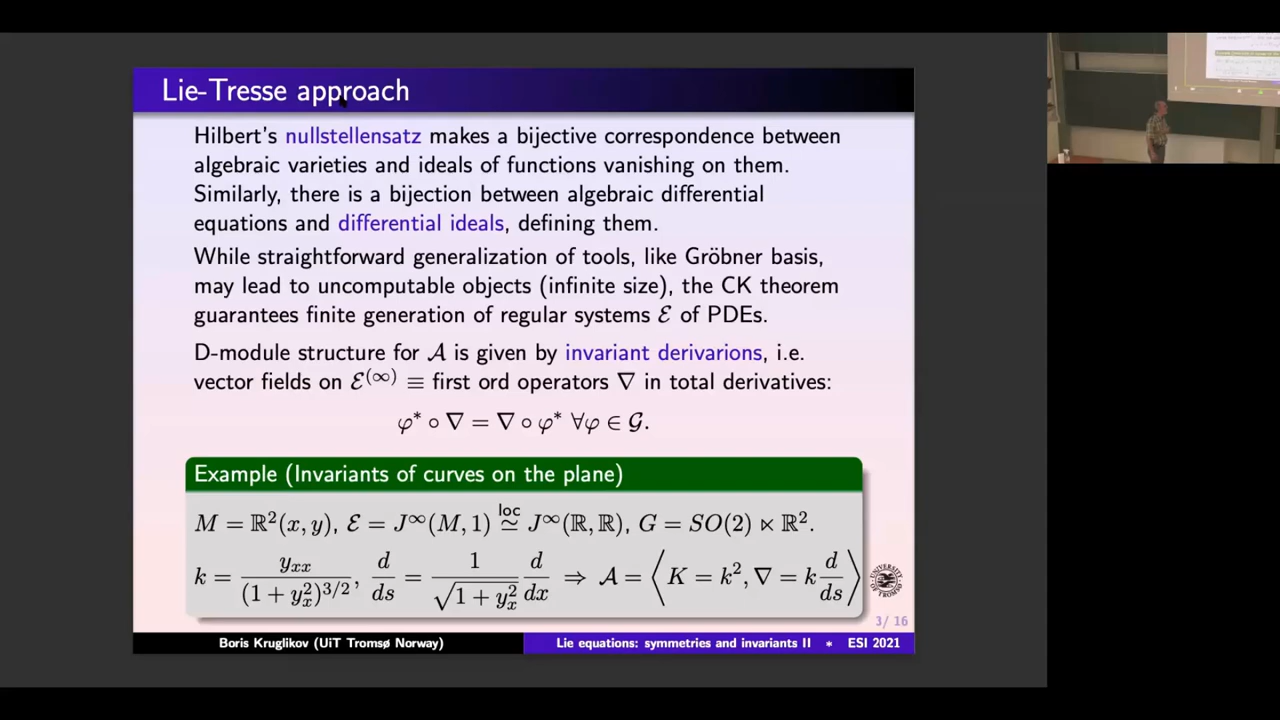 Lie-Tresse approach
Hilbert's nullstellensatz makes a bijective correspondence between
algebraic varieties and ideals of functions vanishing on them.
Similarly, there is a bijection between algebraic differential
equations and differential ideals, defining them.
While straightforward generalization of tools, like Gröbner basis,
may lead to uncomputable objects (infinite size), the CK theorem
guarantees finite generation of regular systems ℰ of PDEs.
D-module structure for 𝒜 is given by invariant derivarions, i.e.
vector fields on ℰ^(∞) ≡ first ord operators ∇ in total derivatives:
φ* ∘ ∇ = ∇ ∘ φ* ∀φ ∈ 𝒢.
Example (Invariants of curves on the plane)
M = ℝ²(x, y), ℰ = J^∞(M, 1) ≃^loc J^∞(ℝ, ℝ), G = SO(2) ⋉ ℝ².
k = y_xx / (1 + y_x²)^{3/2}, d/ds = 1/√(1 + y_x²) d/dx ⇒ 𝒜 = ⟨K = k², ∇ = k d/ds⟩
UNIVERSITY OF TROMSØ
3/ 16
Boris Kruglikov (UiT Tromsø Norway) Lie equations: symmetries and invariants II * ESI 2021